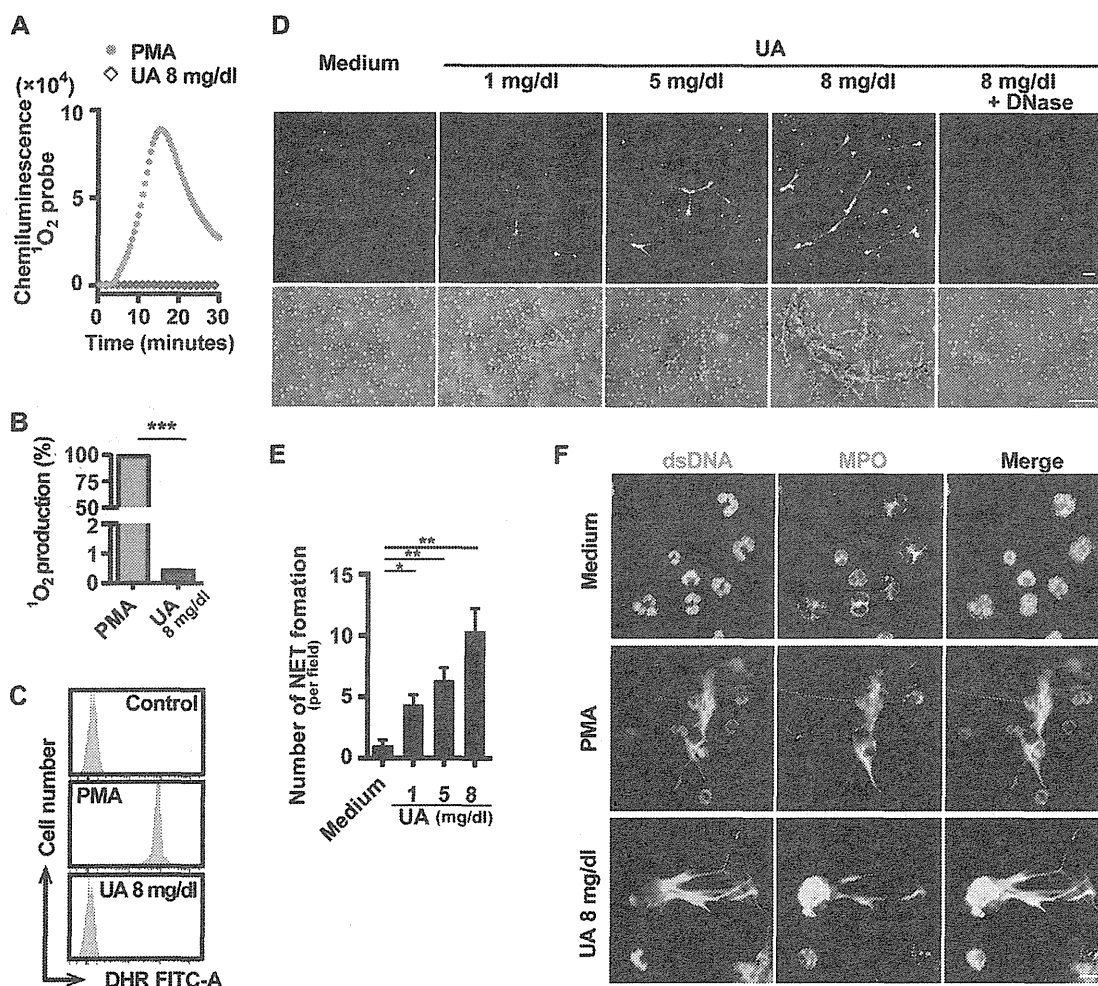 A
PMA
UA 8 mg/dl
(×10⁴)
Chemiluminescence
¹O₂ probe
10
5
0
0 10 20 30
Time (minutes)
B
***
¹O₂ production (%)
100
75
50
2
1
0
PMA
UA
8 mg/dl
C
Control
PMA
UA 8 mg/dl
Cell number
DHR FITC-A
D
Medium
UA
1 mg/dl
5 mg/dl
8 mg/dl
8 mg/dl
+ DNase
E
**
**
*
Number of NET fomation
(per field)
15
10
5
0
Medium
1 5 8
UA (mg/dl)
F
dsDNA
MPO
Merge
Medium
PMA
UA 8 mg/dl